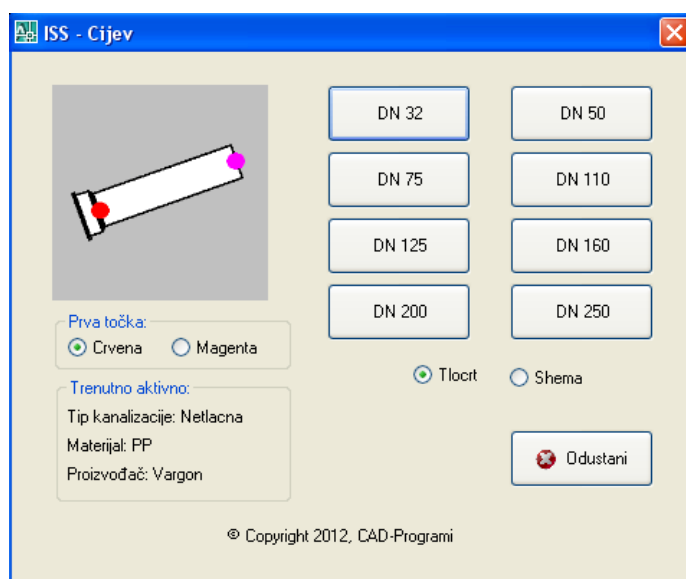 ISS - Cijev
DN 32
DN 50
DN 75
DN 110
DN 125
DN 160
DN 200
DN 250
Prva točka:
Crvena Magenta
Tlocrt Shema
Trenutno aktivno:
Tip kanalizacije: Netlacna
Materijal: PP
Proizvođač: Vargon
Odustani
© Copyright 2012, CAD-Programi